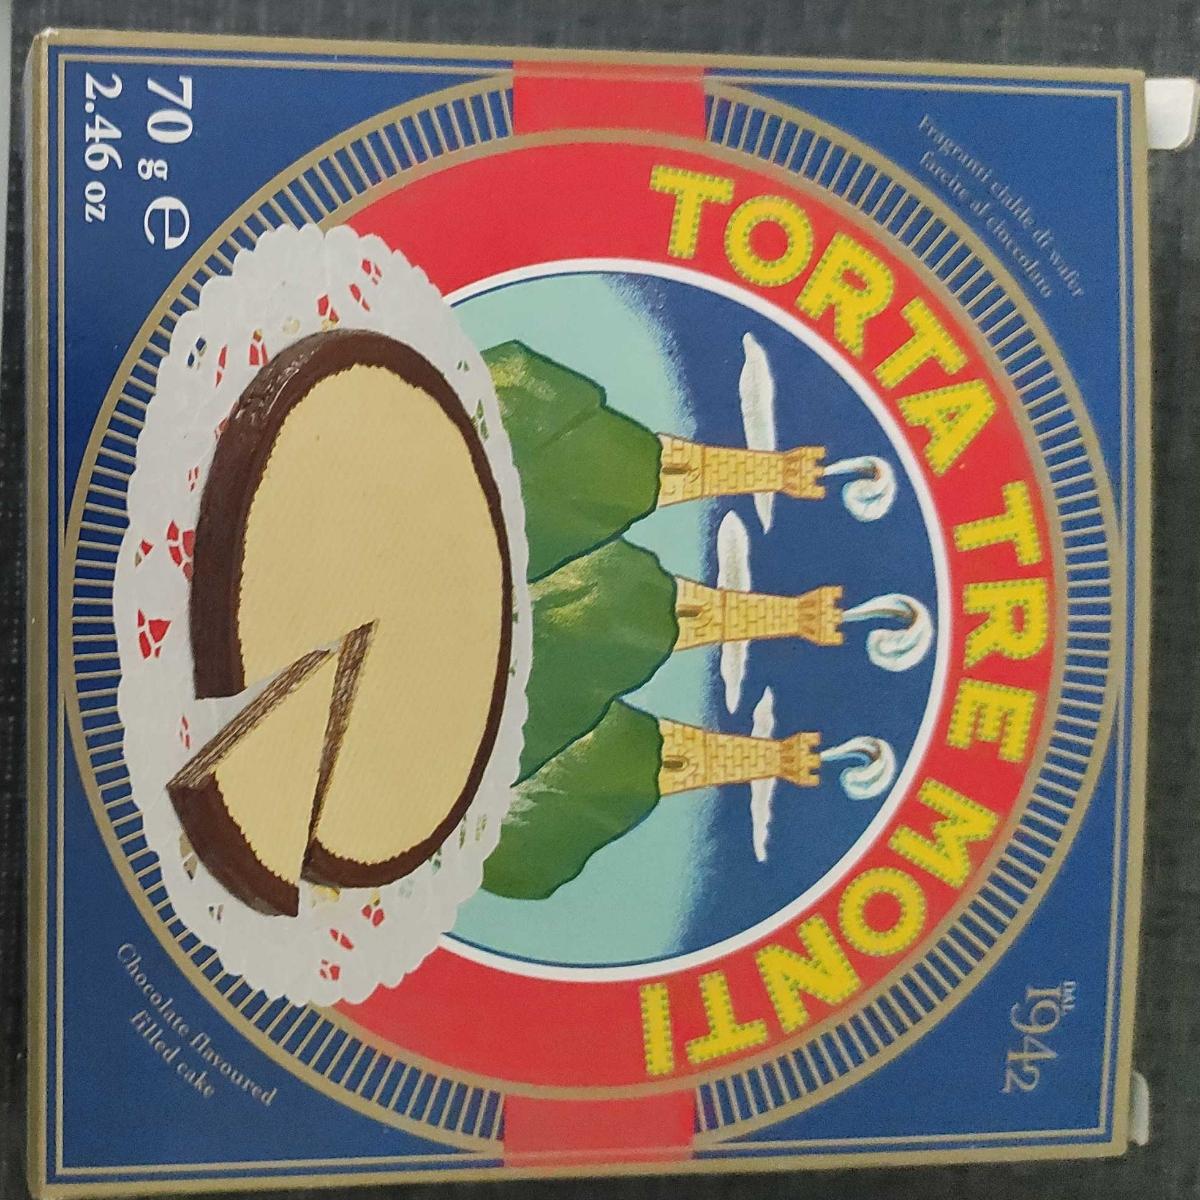 Fragranti cialde di wafer
farcite al cioccolato
DAL
1942
TORTA TRE MONTI
70 g e
2.46 oz
Chocolate flavoured
filled cake